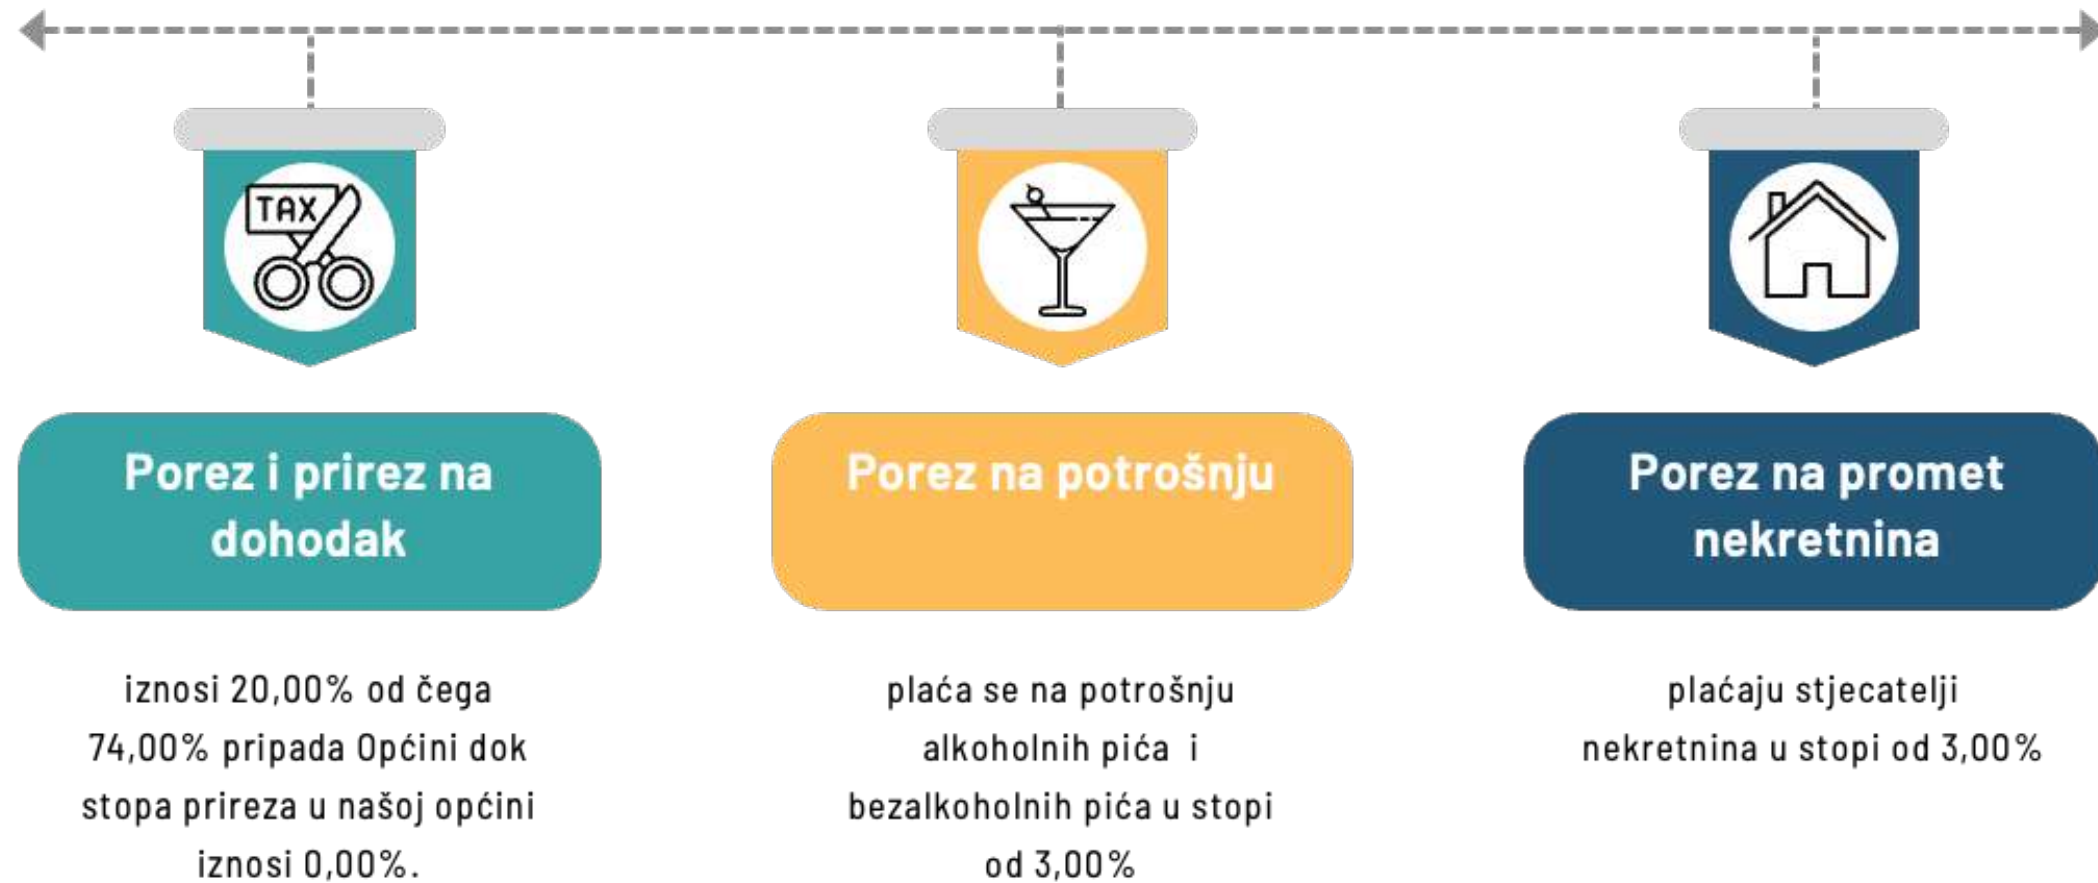 TAX
Porez i prirez na
dohodak
iznosi 20,00% od čega
74,00% pripada Općini dok
stopa prireza u našoj općini
iznosi 0,00%.
Porez na potrošnju
plaća se na potrošnju
alkoholnih pića i
bezalkoholnih pića u stopi
od 3,00%
Porez na promet
nekretnina
plaćaju stjecatelji
nekretnina u stopi od 3,00%